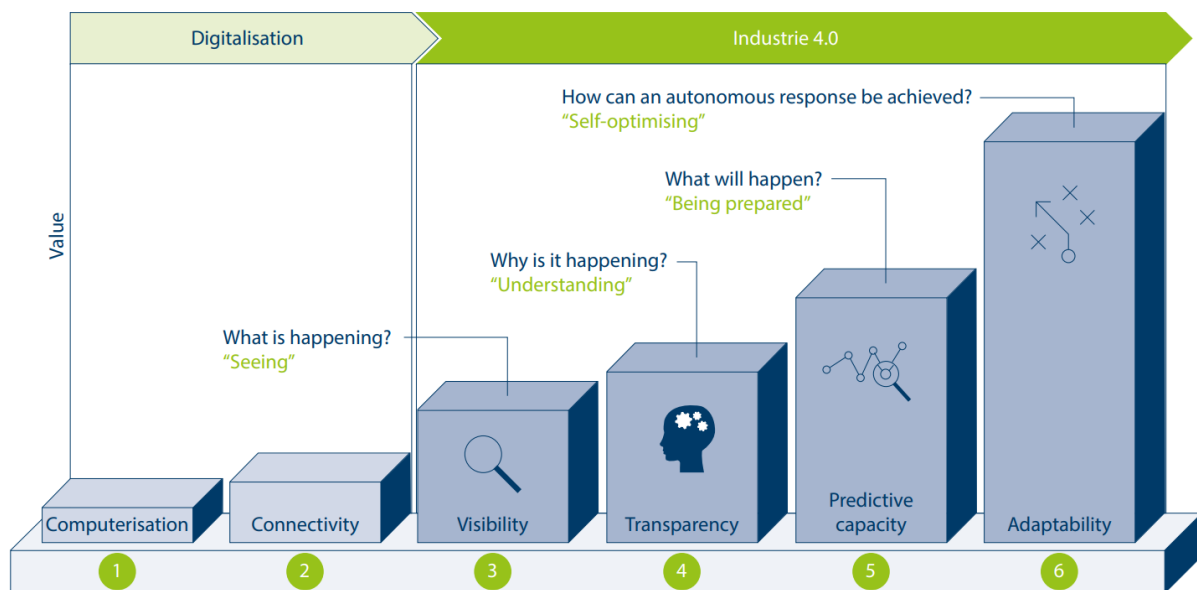 Digitalisation
Industrie 4.0
How can an autonomous response be achieved?
“Self-optimising”
What will happen?
“Being prepared”
Value
Why is it happening?
“Understanding”
What is happening?
“Seeing”
Computerisation
Connectivity
Visibility
Transparency
Predictive
capacity
Adaptability
1
2
3
4
5
6